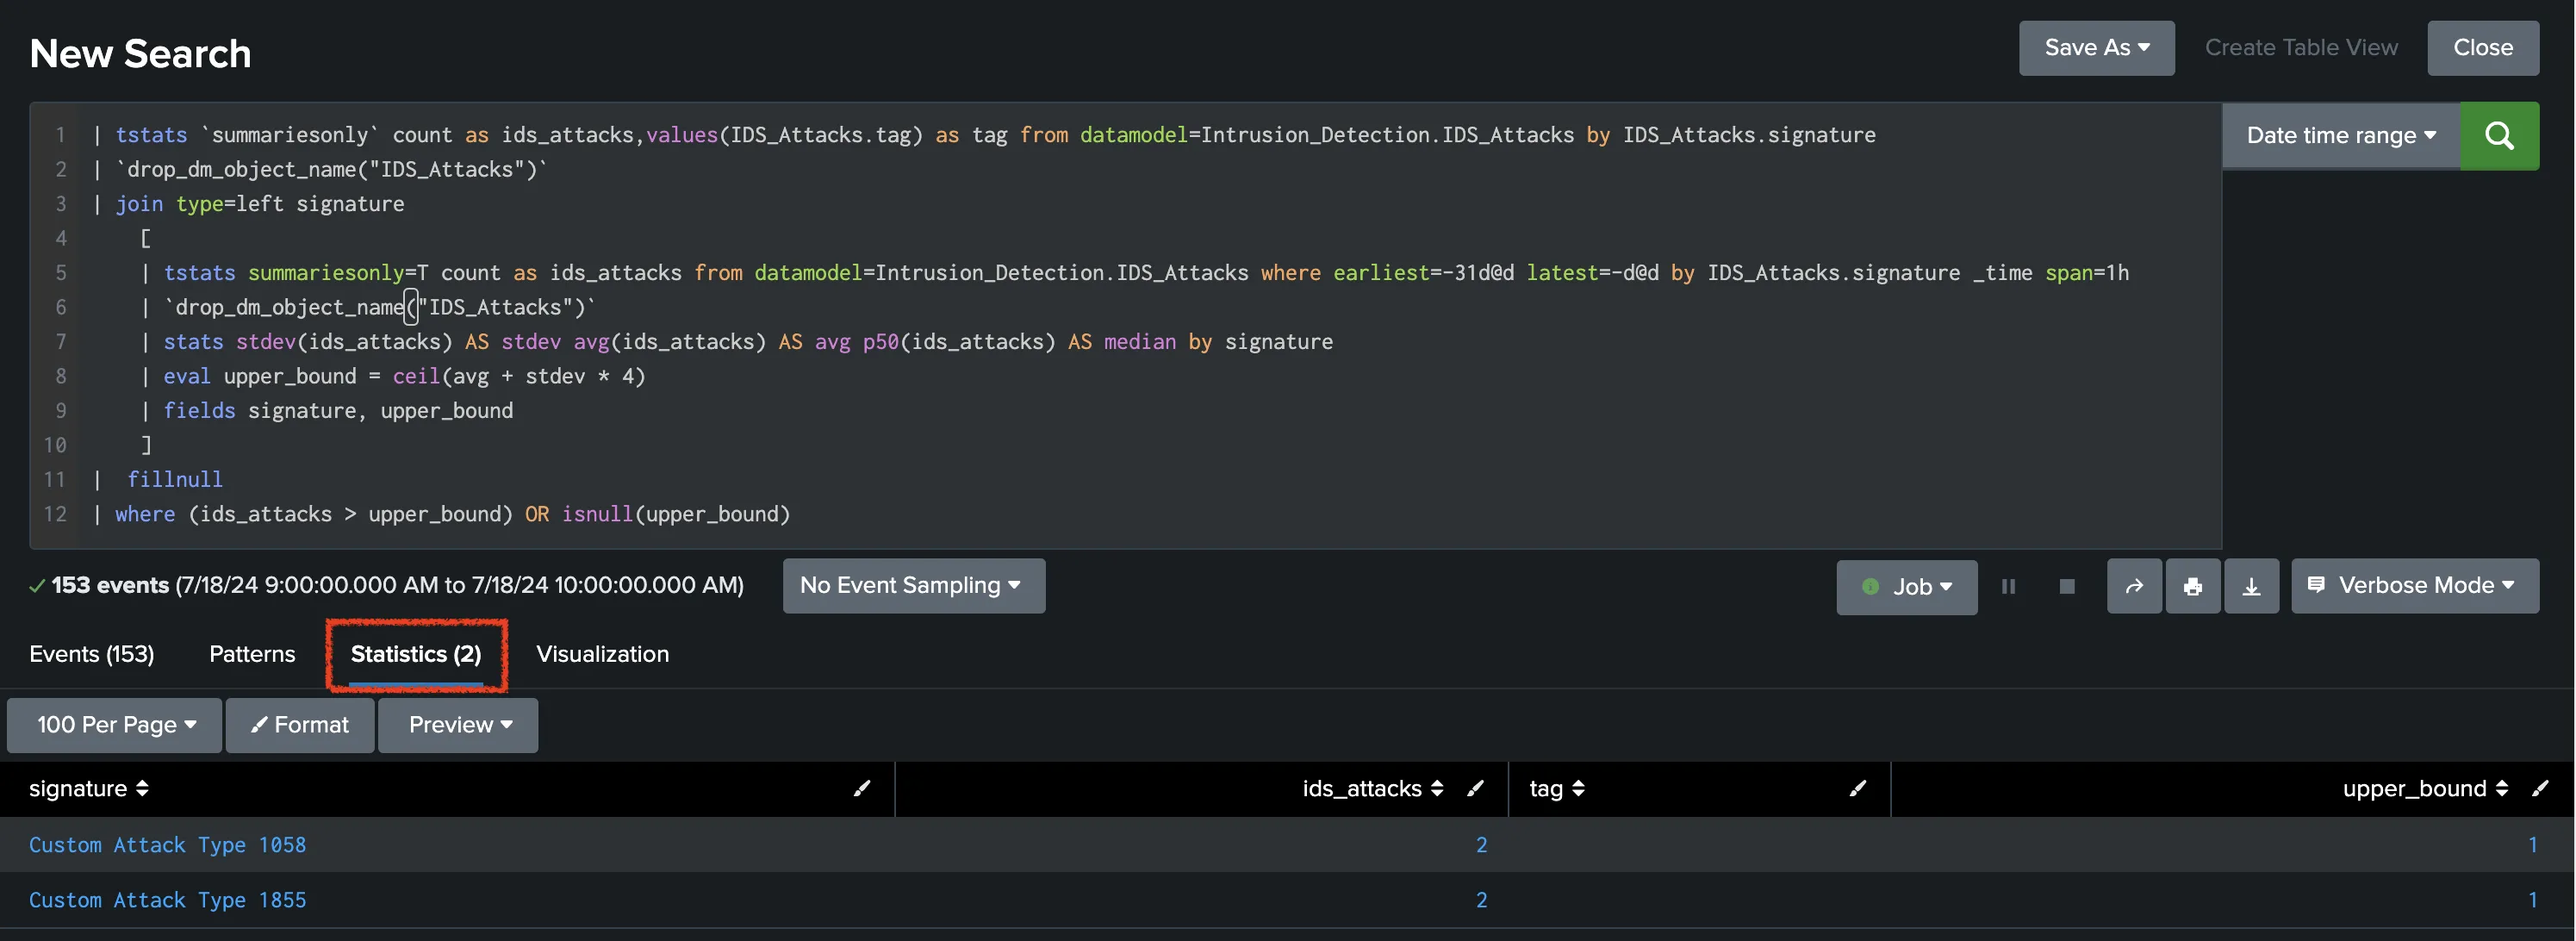 New Search
Save As
Create Table View
Close
1 | tstats `summariesonly` count as ids_attacks,values(IDS_Attacks.tag) as tag from datamodel=Intrusion_Detection.IDS_Attacks by IDS_Attacks.signature
Date time range
2 | `drop_dm_object_name("IDS_Attacks")`
3 | join type=left signature
4 [
5 | tstats summariesonly=T count as ids_attacks from datamodel=Intrusion_Detection.IDS_Attacks where earliest=-31d@d latest=-d@d by IDS_Attacks.signature _time span=1h
6 | `drop_dm_object_name("IDS_Attacks")`
7 | stats stdev(ids_attacks) AS stdev avg(ids_attacks) AS avg p50(ids_attacks) AS median by signature
8 | eval upper_bound = ceil(avg + stdev * 4)
9 | fields signature, upper_bound
10 ]
11 | fillnull
12 | where (ids_attacks > upper_bound) OR isnull(upper_bound)
153 events (7/18/24 9:00:00.000 AM to 7/18/24 10:00:00.000 AM)
No Event Sampling
Job
Verbose Mode
Events (153)
Patterns
Statistics (2)
Visualization
100 Per Page
Format
Preview
signature
ids_attacks
tag
upper_bound
Custom Attack Type 1058 2 1
Custom Attack Type 1855 2 1